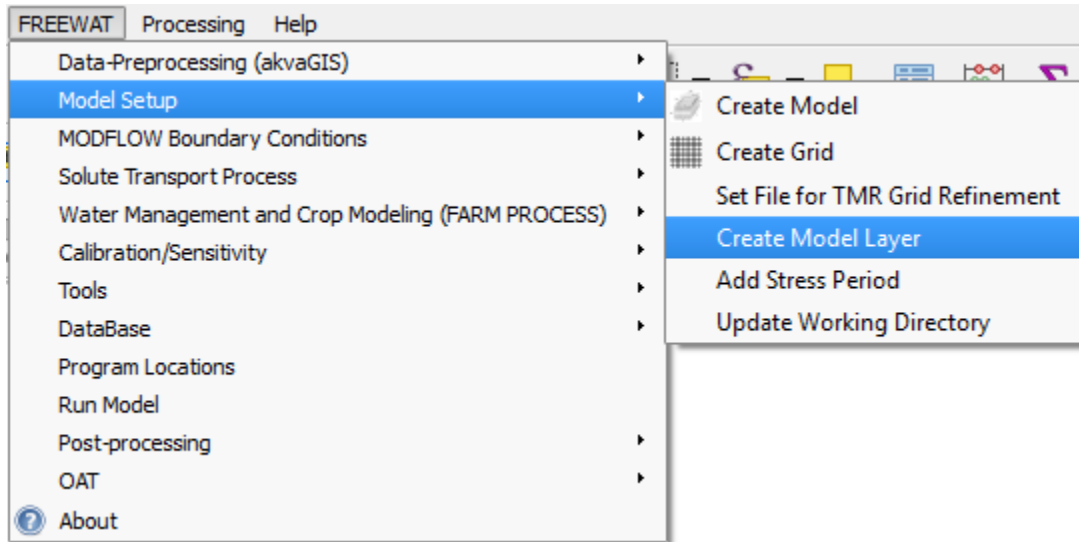 FREEWAT Processing Help
Data-Preprocessing (akvaGIS)
Model Setup
MODFLOW Boundary Conditions
Solute Transport Process
Water Management and Crop Modeling (FARM PROCESS)
Calibration/Sensitivity
Tools
DataBase
Program Locations
Run Model
Post-processing
OAT
About
Create Model
Create Grid
Set File for TMR Grid Refinement
Create Model Layer
Add Stress Period
Update Working Directory